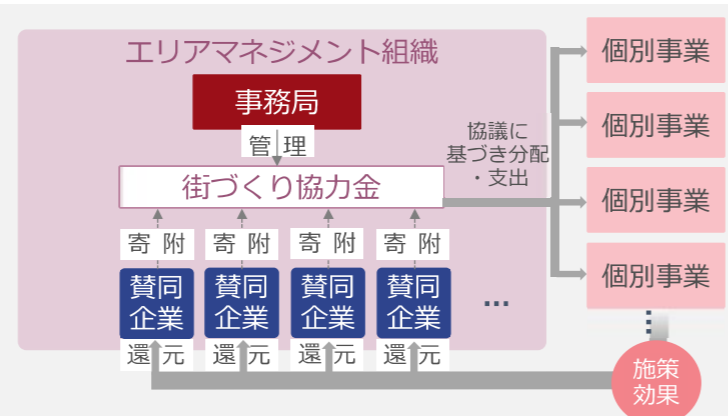 エリアマネジメント組織
事務局
管理
街づくり協力金
協議に
基づき分配
・支出
寄附
寄附
寄附
寄附
賛同
企業
賛同
企業
賛同
企業
賛同
企業
…
還元
還元
還元
還元
個別事業
個別事業
個別事業
個別事業
施策
効果